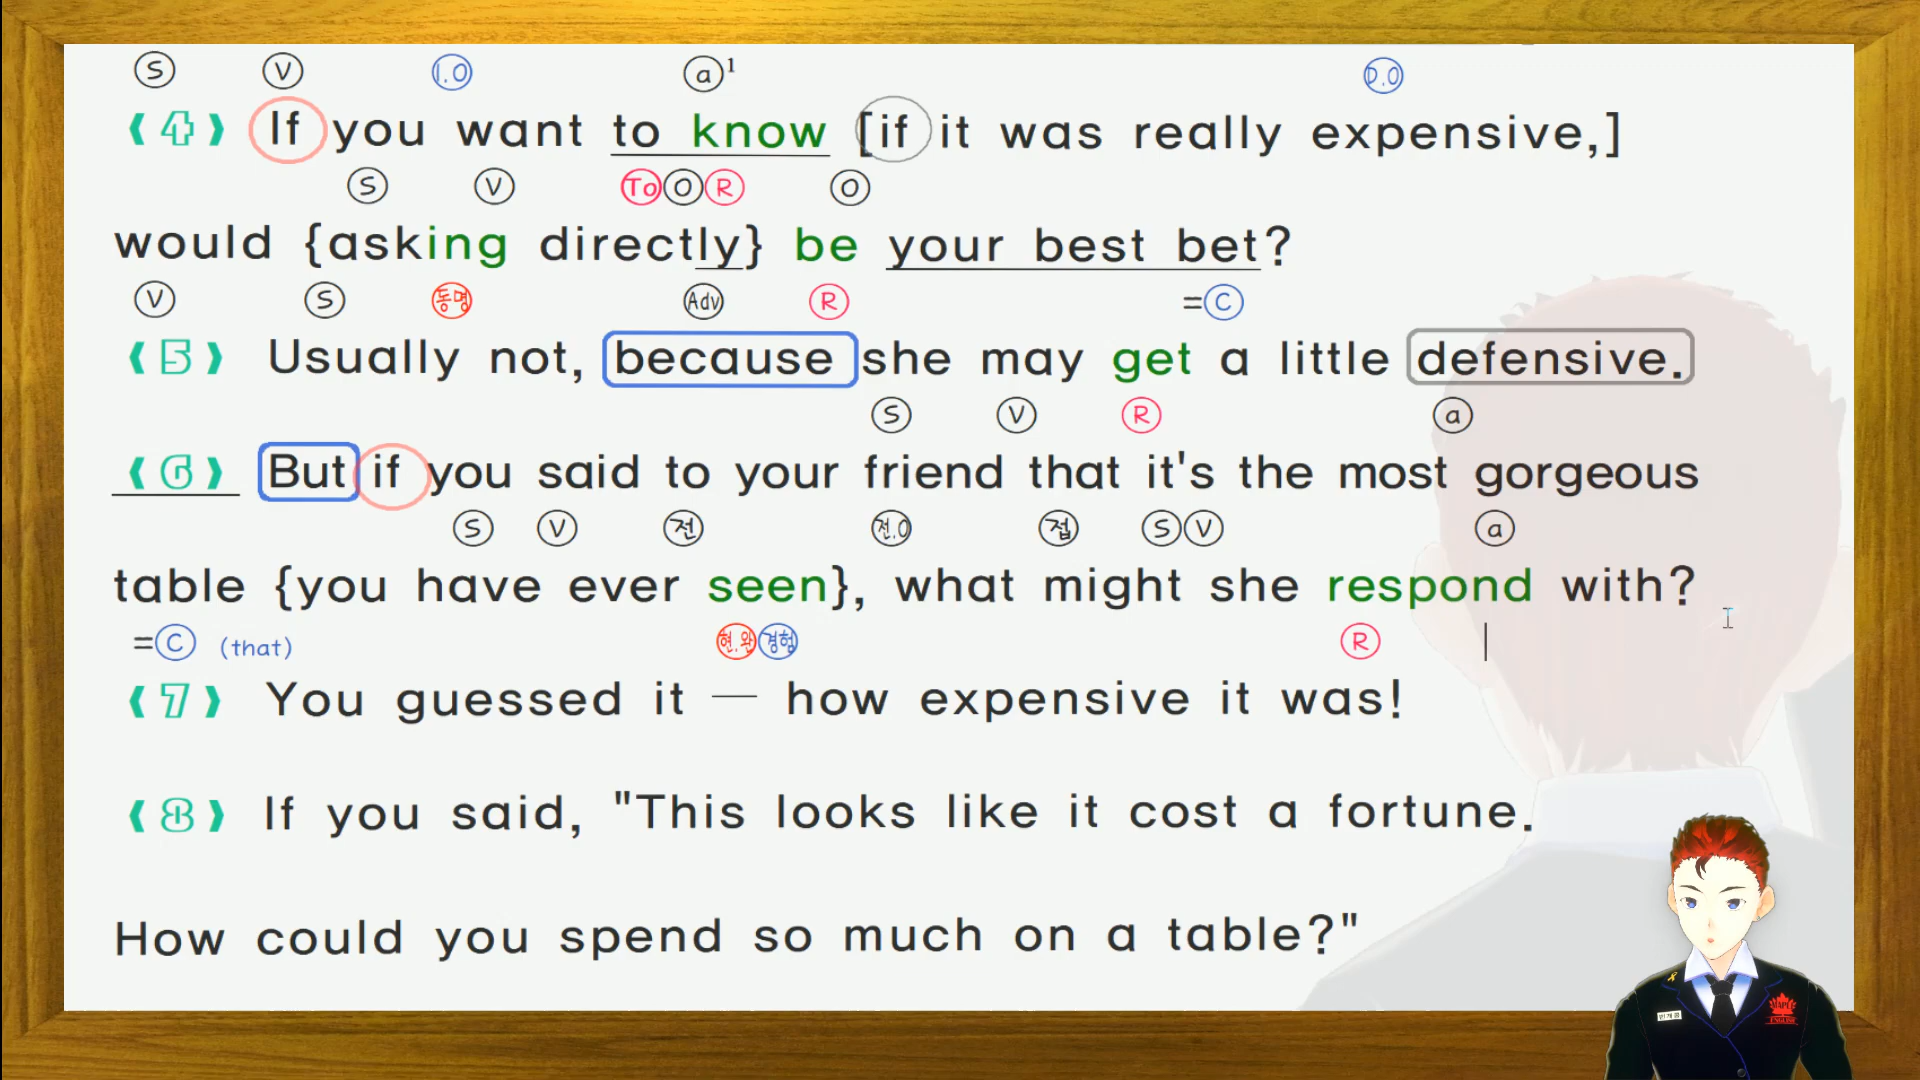 S V I.O a¹ D.O
❪4❫ If you want to know [if it was really expensive,]
S V To O R O
would {asking directly} be your best bet?
V S 동명 Adv R =C
❪5❫ Usually not, because she may get a little defensive.
S V R a
❪6❫ But if you said to your friend that it's the most gorgeous
S V 전 전.O 접 S V a
table {you have ever seen}, what might she respond with?
=C (that) 현.완 경험 R
❪7❫ You guessed it — how expensive it was!
❪8❫ If you said, "This looks like it cost a fortune.
How could you spend so much on a table?"